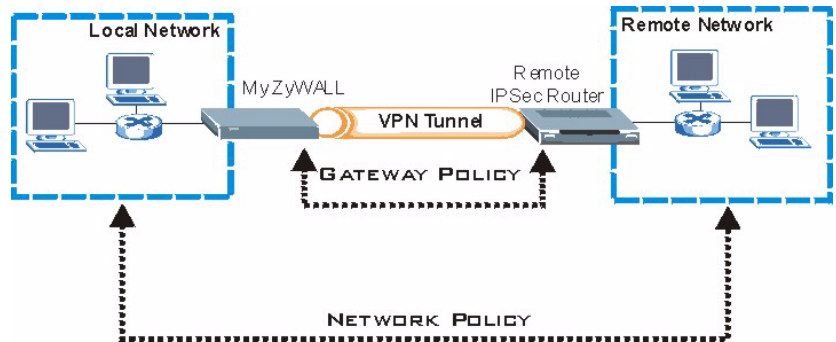 Local Network
Remote Network
MyZyWALL
Remote
IPSec Router
VPN Tunnel
GATEWAY POLICY
NETWORK POLICY